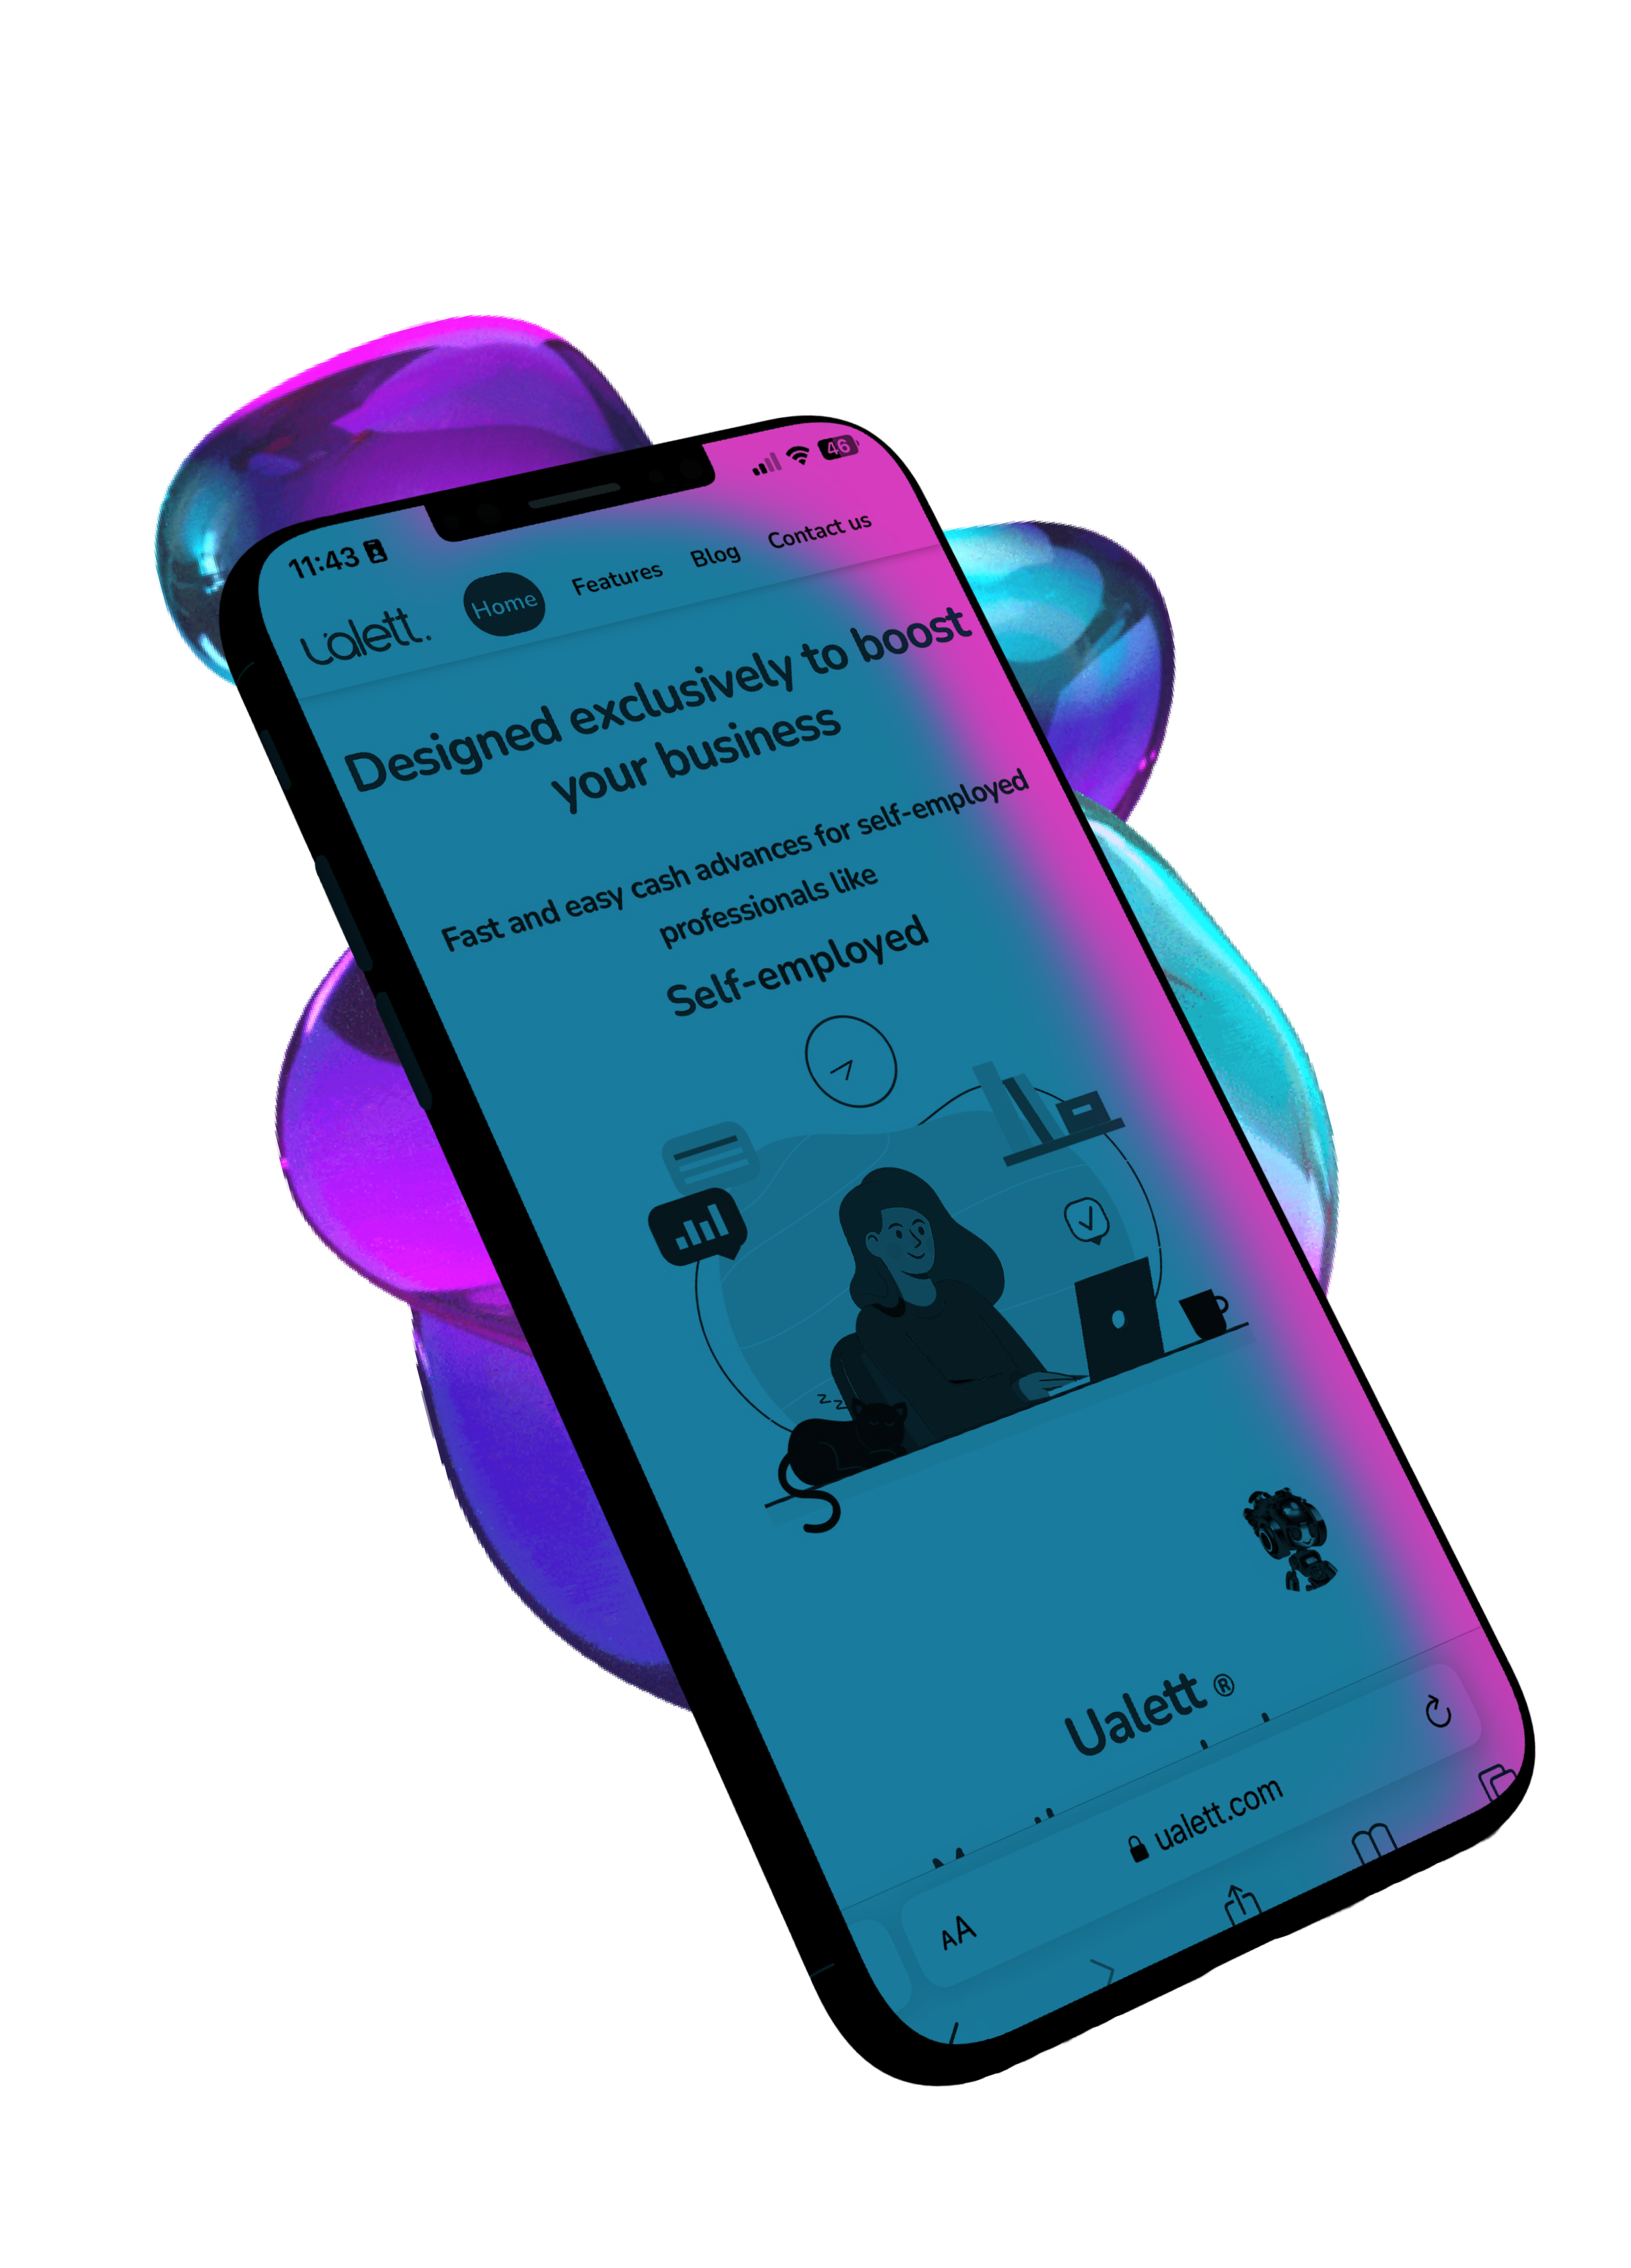 11:43
46
ualett.
Home
Features
Blog
Contact us
Designed exclusively to boost
your business
Fast and easy cash advances for self-employed
professionals like
Self-employed
z z
Ualett ®
AA
ualett.com